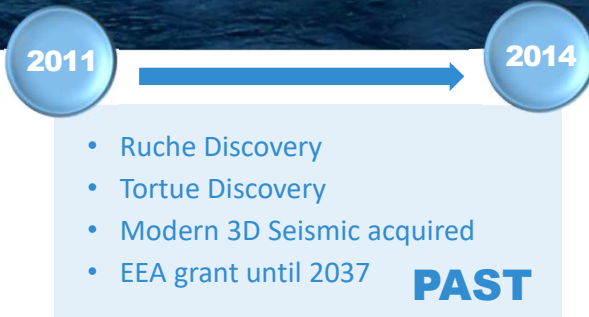 2011
2014
• Ruche Discovery
• Tortue Discovery
• Modern 3D Seismic acquired
• EEA grant until 2037
PAST